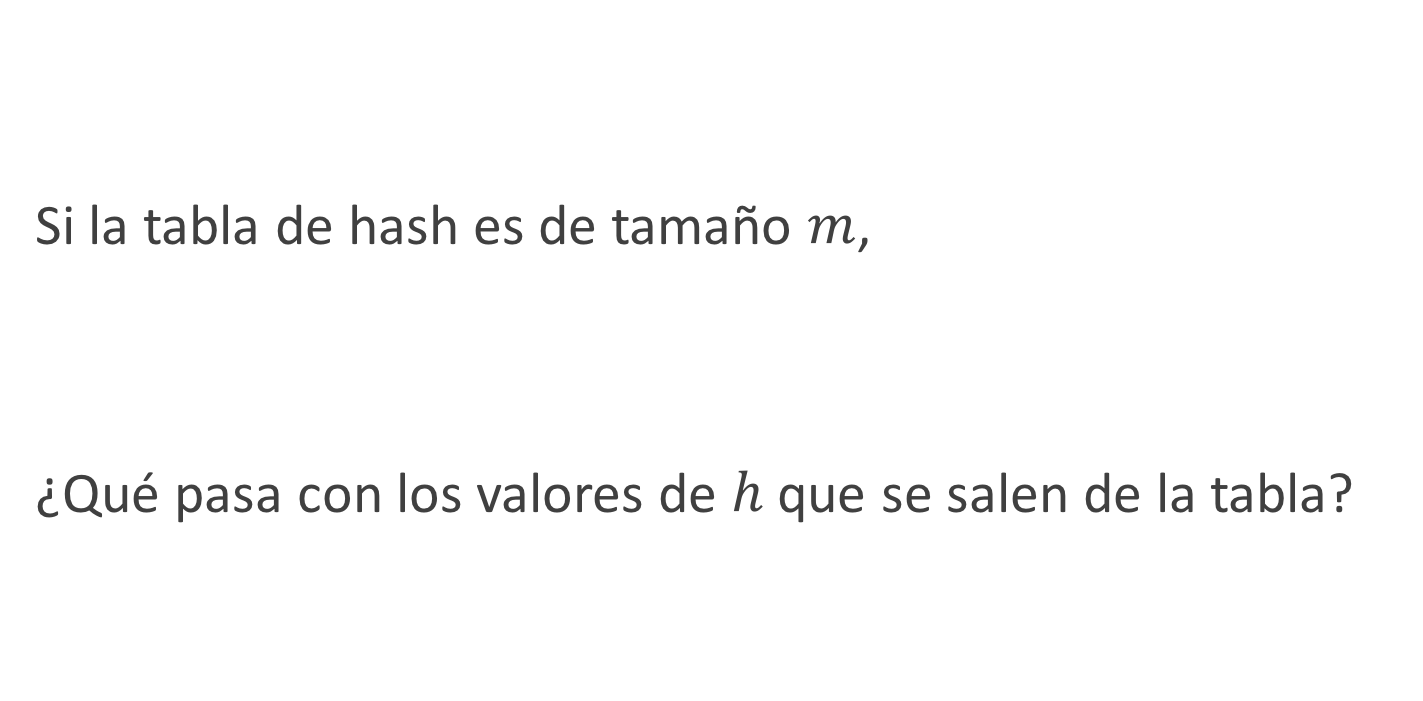 Si la tabla de hash es de tamaño m,
¿Qué pasa con los valores de h que se salen de la tabla?